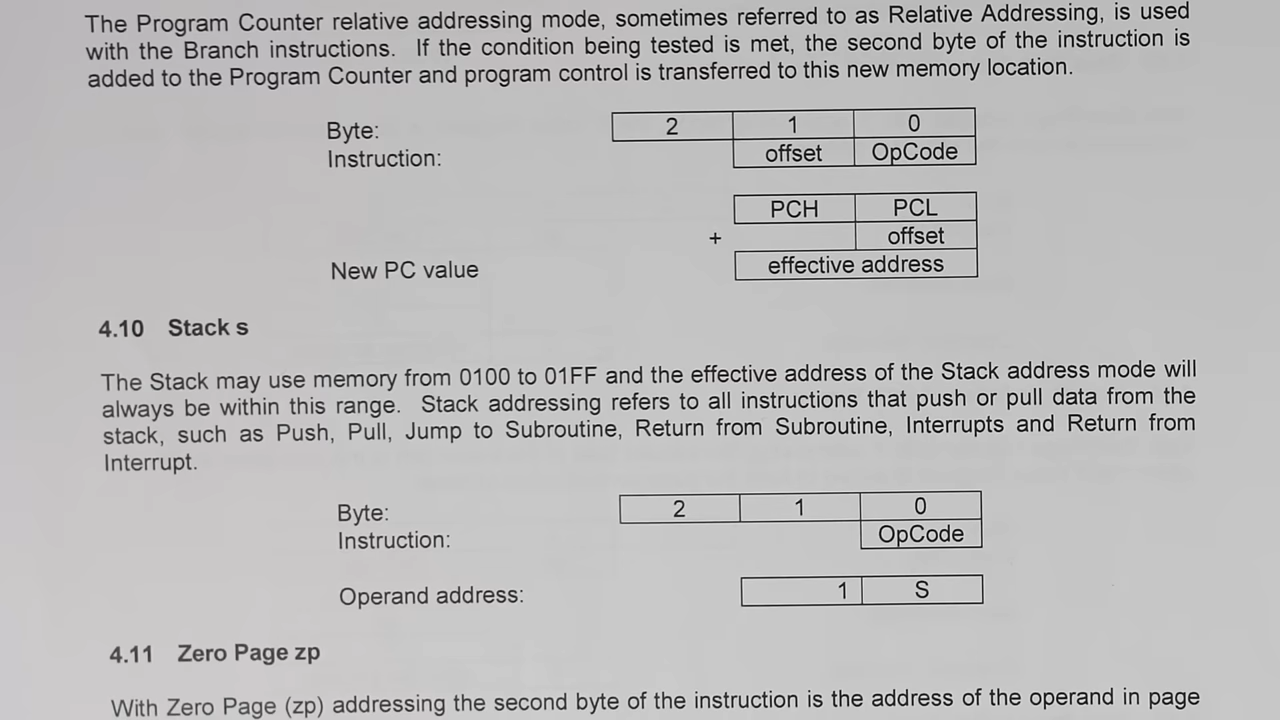 The Program Counter relative addressing mode, sometimes referred to as Relative Addressing, is used
with the Branch instructions. If the condition being tested is met, the second byte of the instruction is
added to the Program Counter and program control is transferred to this new memory location.
Byte: 2 1 0
Instruction: offset OpCode
PCH PCL
+ offset
New PC value effective address
4.10 Stack s
The Stack may use memory from 0100 to 01FF and the effective address of the Stack address mode will
always be within this range. Stack addressing refers to all instructions that push or pull data from the
stack, such as Push, Pull, Jump to Subroutine, Return from Subroutine, Interrupts and Return from
Interrupt.
Byte: 2 1 0
Instruction: OpCode
Operand address: 1 S
4.11 Zero Page zp
With Zero Page (zp) addressing the second byte of the instruction is the address of the operand in page